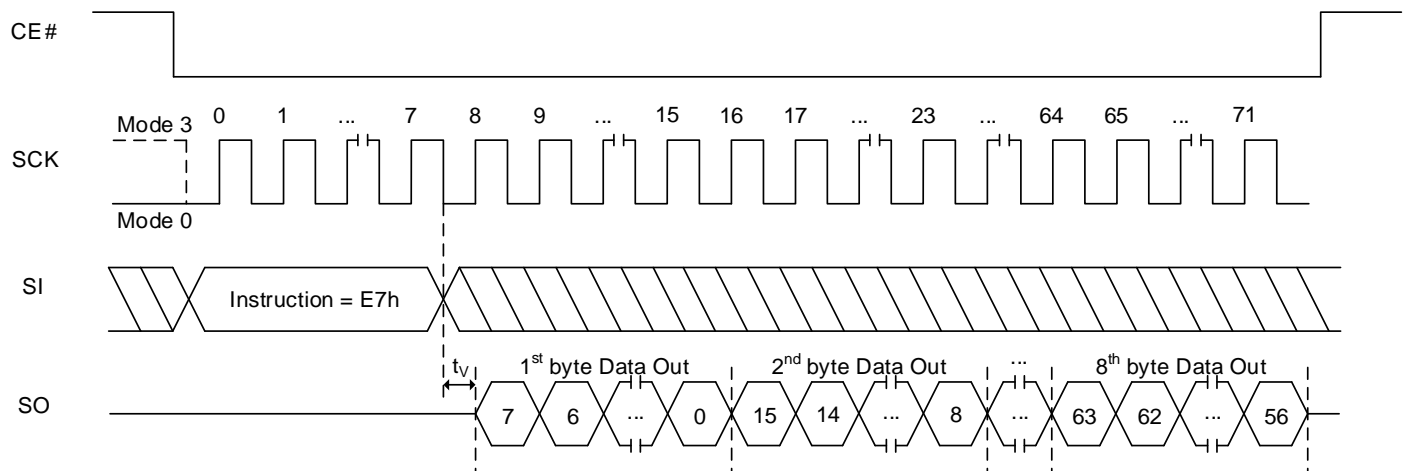 CE#
0 1 ... 7 8 9 ... 15 16 17 ... 23 ... 64 65 ... 71
Mode 3
SCK
Mode 0
SI
Instruction = E7h
tV 1st byte Data Out 2nd byte Data Out ... 8th byte Data Out
SO
7 6 ... 0 15 14 ... 8 ... 63 62 ... 56